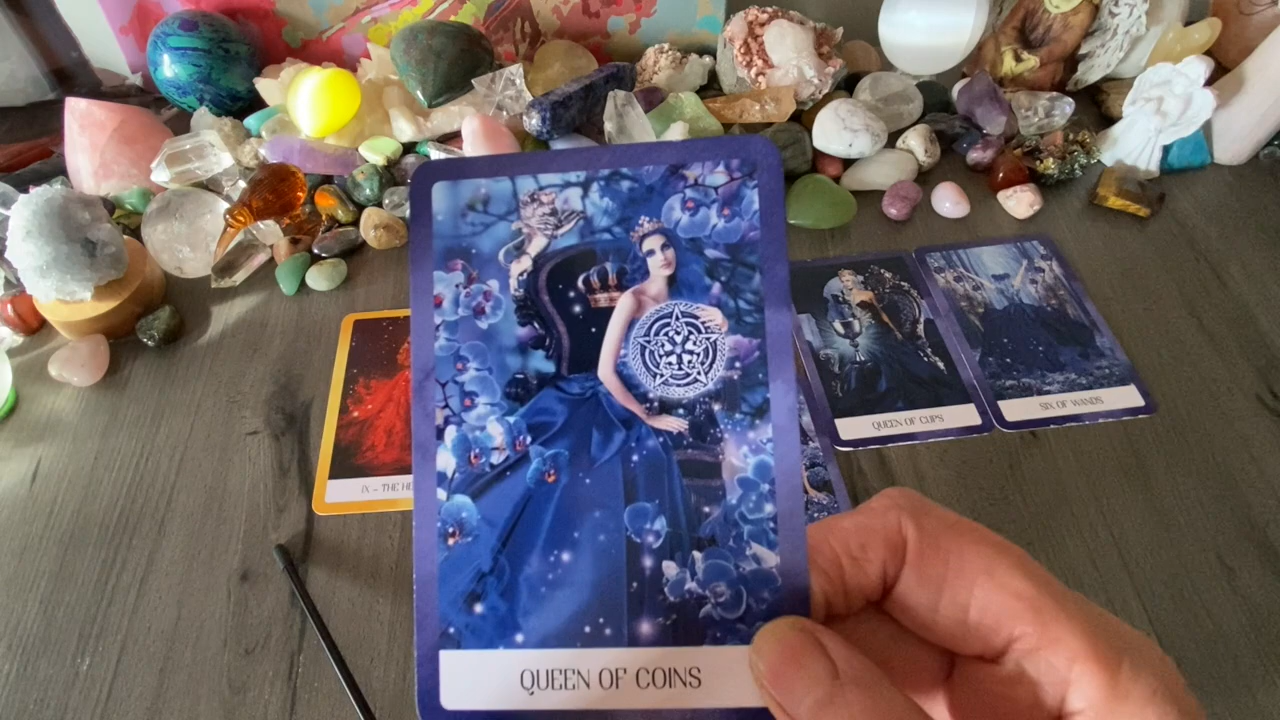 QUEEN OF COINS
IX - THE HE
QUEEN OF CUPS
SIX OF WANDS